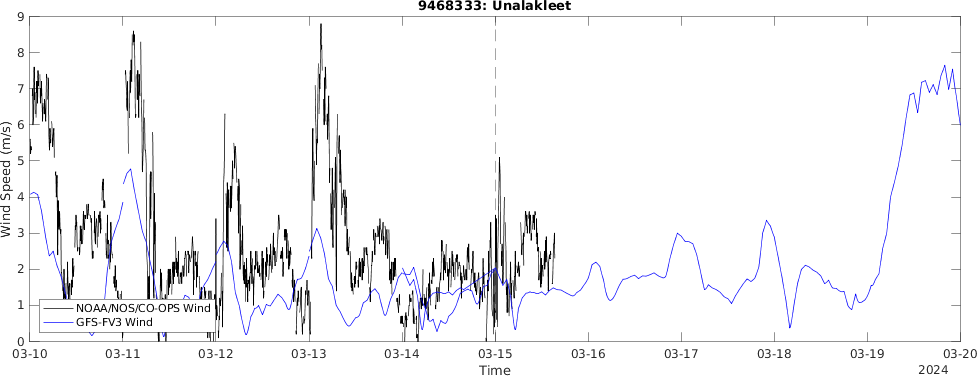 9468333: Unalakleet
9
8
7
6
5
4
3
2
1
0
Wind Speed (m/s)
NOAA/NOS/CO-OPS Wind
GFS-FV3 Wind
03-10 03-11 03-12 03-13 03-14 03-15 03-16 03-17 03-18 03-19 03-20
Time
2024